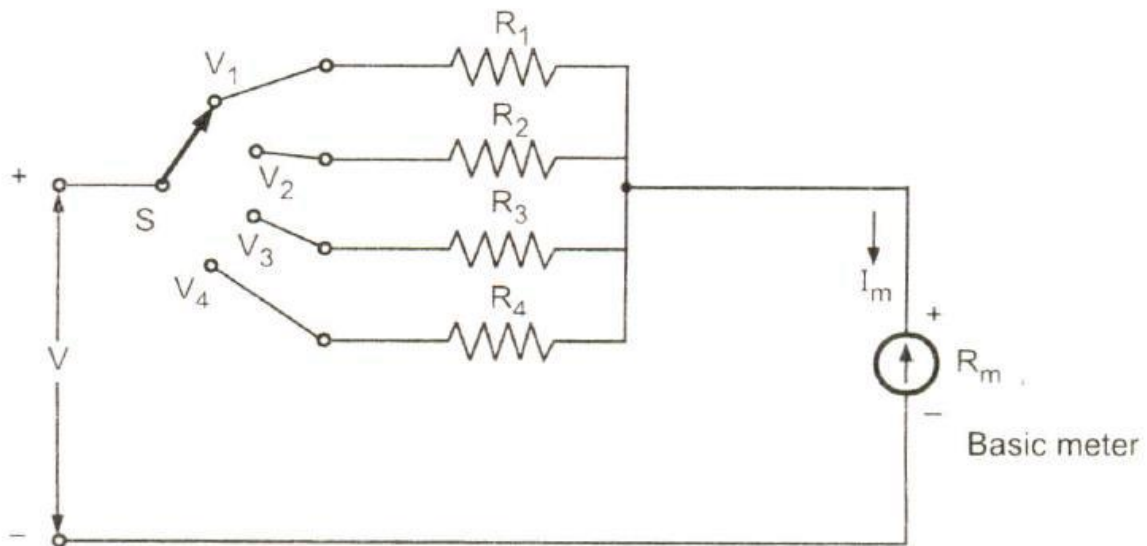 R1
V1
R2
+
V2
S
R3
V3
V4
Im
R4
+
V
Rm
–
Basic meter
–